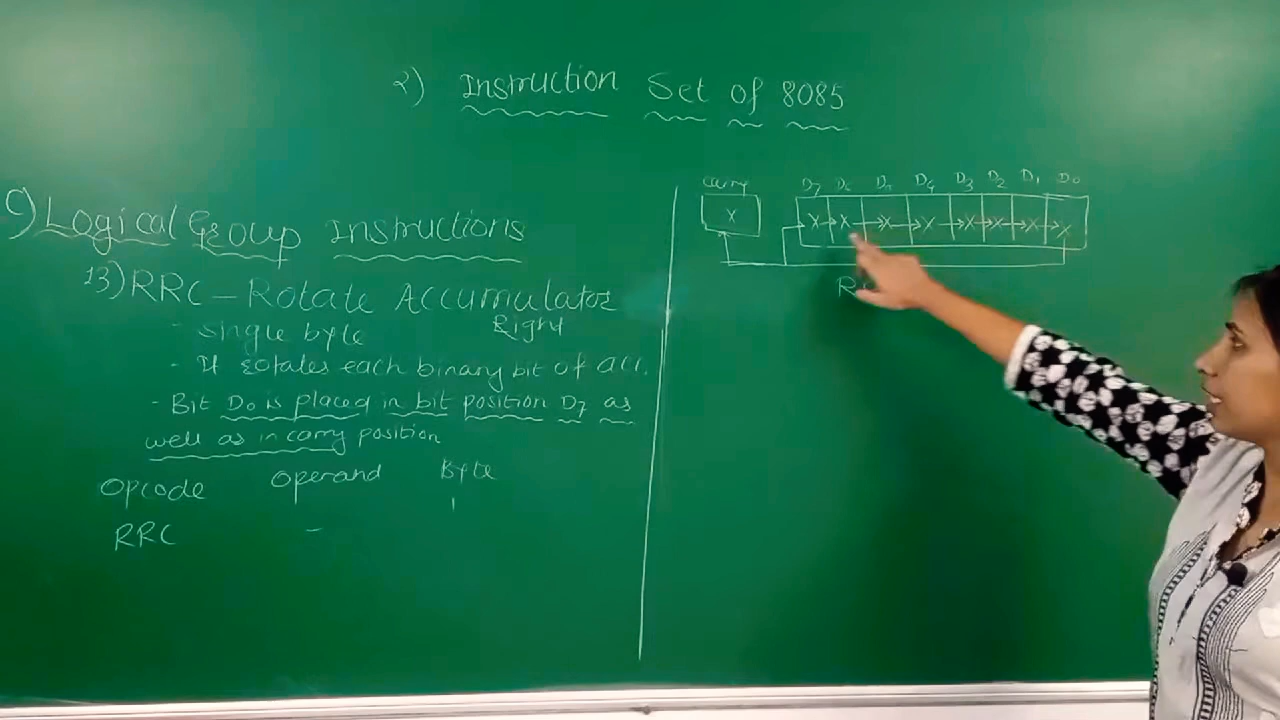 2) Instruction Set of 8085
C) Logical Group Instructions
13) RRC - Rotate Accumulator
Right
- Single byte
- It rotates each binary bit of acc.
- Bit D0 is placed in bit position D7 as
well as in carry position
Opcode Operand Byte
RRC - 1
Carry D7 D6 D5 D4 D3 D2 D1 D0
X X X X X X X X X